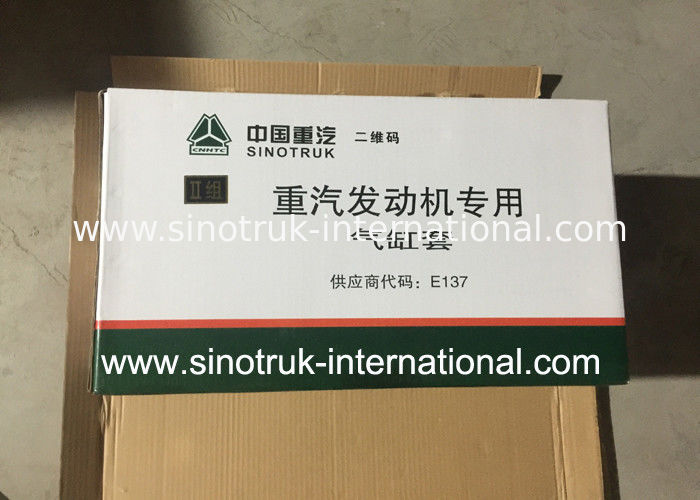 中国重汽 二维码
CNHTC SINOTRUK
II组
重汽发动机专用
www.sinotruk-international.com
气缸套
供应商代码：E137
www.sinotruk-international.com